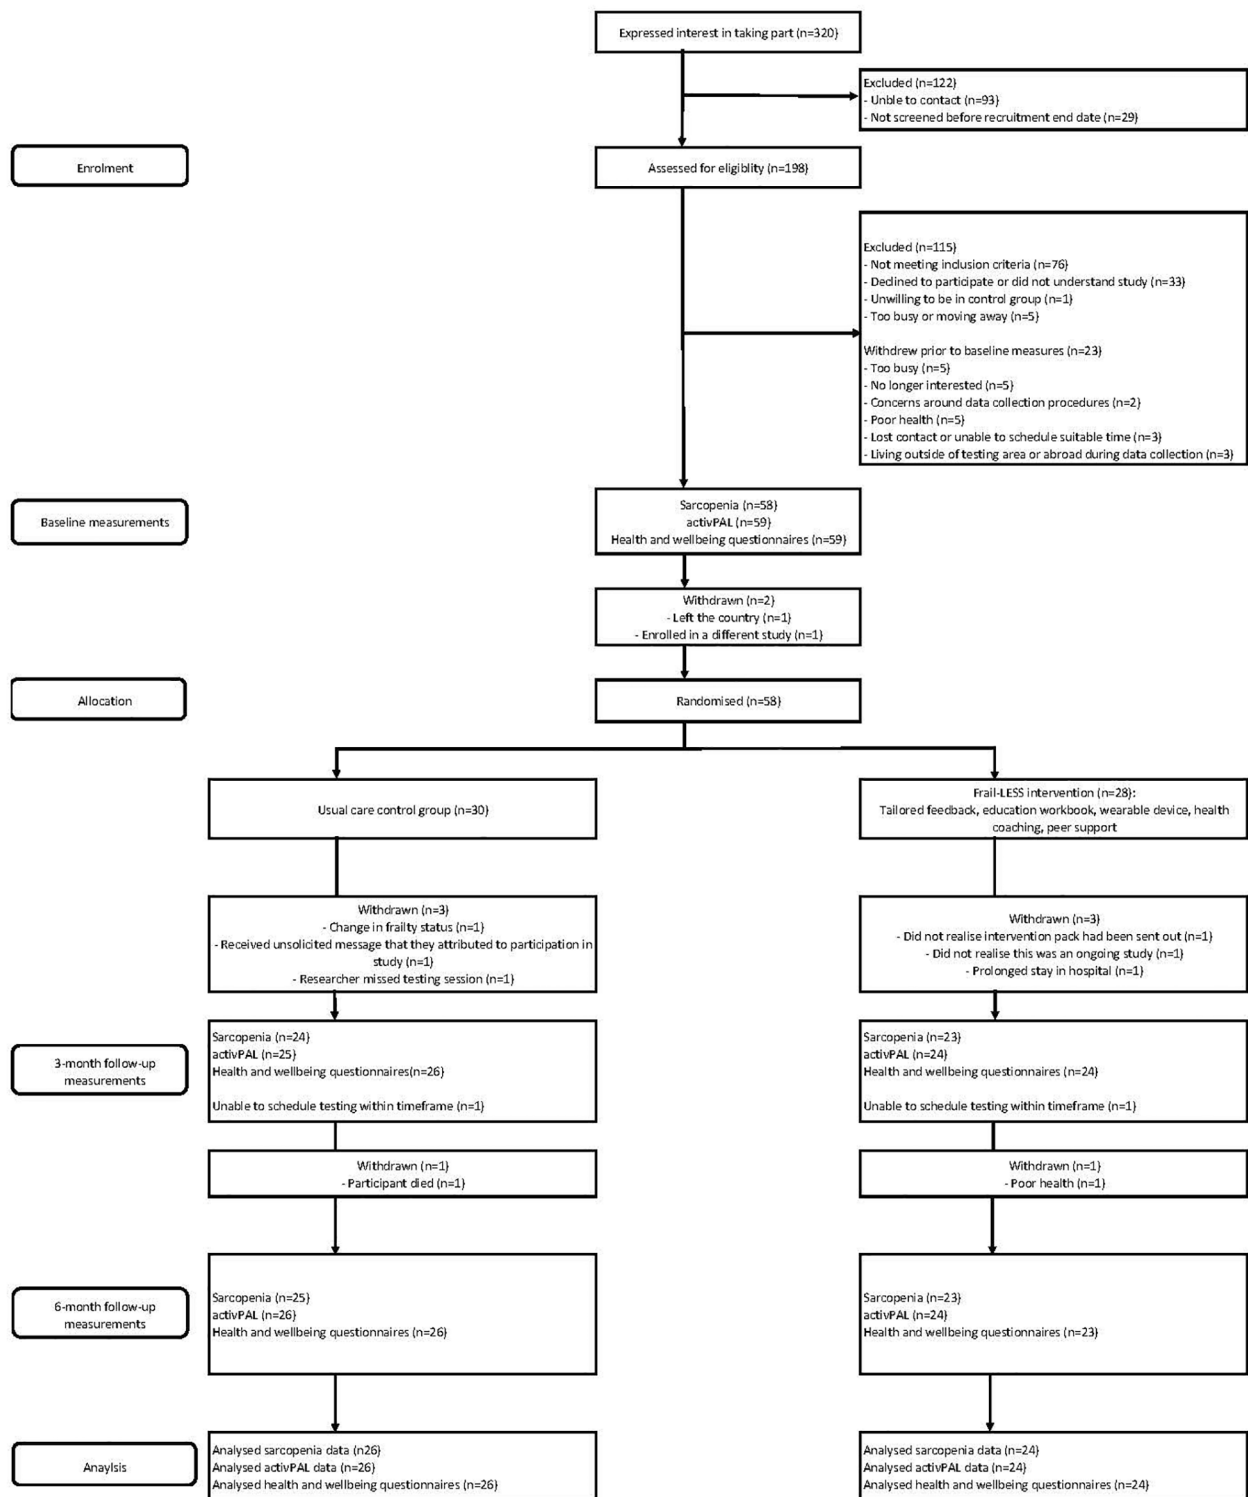 Expressed interest in taking part (n=320)
Excluded (n=122)
- Unble to contact (n=93)
- Not screened before recruitment end date (n=29)
Enrolment
Assessed for eligiblity (n=198)
Excluded (n=115)
- Not meeting inclusion criteria (n=76)
- Declined to participate or did not understand study (n=33)
- Unwilling to be in control group (n=1)
- Too busy or moving away (n=5)
Withdrew prior to baseline measures (n=23)
- Too busy (n=5)
- No longer interested (n=5)
- Concerns around data collection procedures (n=2)
- Poor health (n=5)
- Lost contact or unable to schedule suitable time (n=3)
- Living outside of testing area or abroad during data collection (n=3)
Baseline measurements
Sarcopenia (n=58)
activPAL (n=59)
Health and wellbeing questionnaires (n=59)
Withdrawn (n=2)
- Left the country (n=1)
- Enrolled in a different study (n=1)
Allocation
Randomised (n=58)
Usual care control group (n=30)
Frail-LESS intervention (n=28):
Tailored feedback, education workbook, wearable device, health
coaching, peer support
Withdrawn (n=3)
- Change in frailty status (n=1)
- Received unsolicited message that they attributed to participation in
study (n=1)
- Researcher missed testing session (n=1)
Withdrawn (n=3)
- Did not realise intervention pack had been sent out (n=1)
- Did not realise this was an ongoing study (n=1)
- Prolonged stay in hospital (n=1)
3-month follow-up
measurements
Sarcopenia (n=24)
activPAL (n=25)
Health and wellbeing questionnaires(n=26)
Unable to schedule testing within timeframe (n=1)
Sarcopenia (n=23)
activPAL (n=24)
Health and wellbeing questionnaires (n=24)
Unable to schedule testing within timeframe (n=1)
Withdrawn (n=1)
- Participant died (n=1)
Withdrawn (n=1)
- Poor health (n=1)
6-month follow-up
measurements
Sarcopenia (n=25)
activPAL (n=26)
Health and wellbeing questionnaires (n=26)
Sarcopenia (n=23)
activPAL (n=24)
Health and wellbeing questionnaires (n=23)
Anaylsis
Analysed sarcopenia data (n26)
Analysed activPAL data (n=26)
Analysed health and wellbeing questionnaires (n=26)
Analysed sarcopenia data (n=24)
Analysed activPAL data (n=24)
Analysed health and wellbeing questionnaires (n=24)